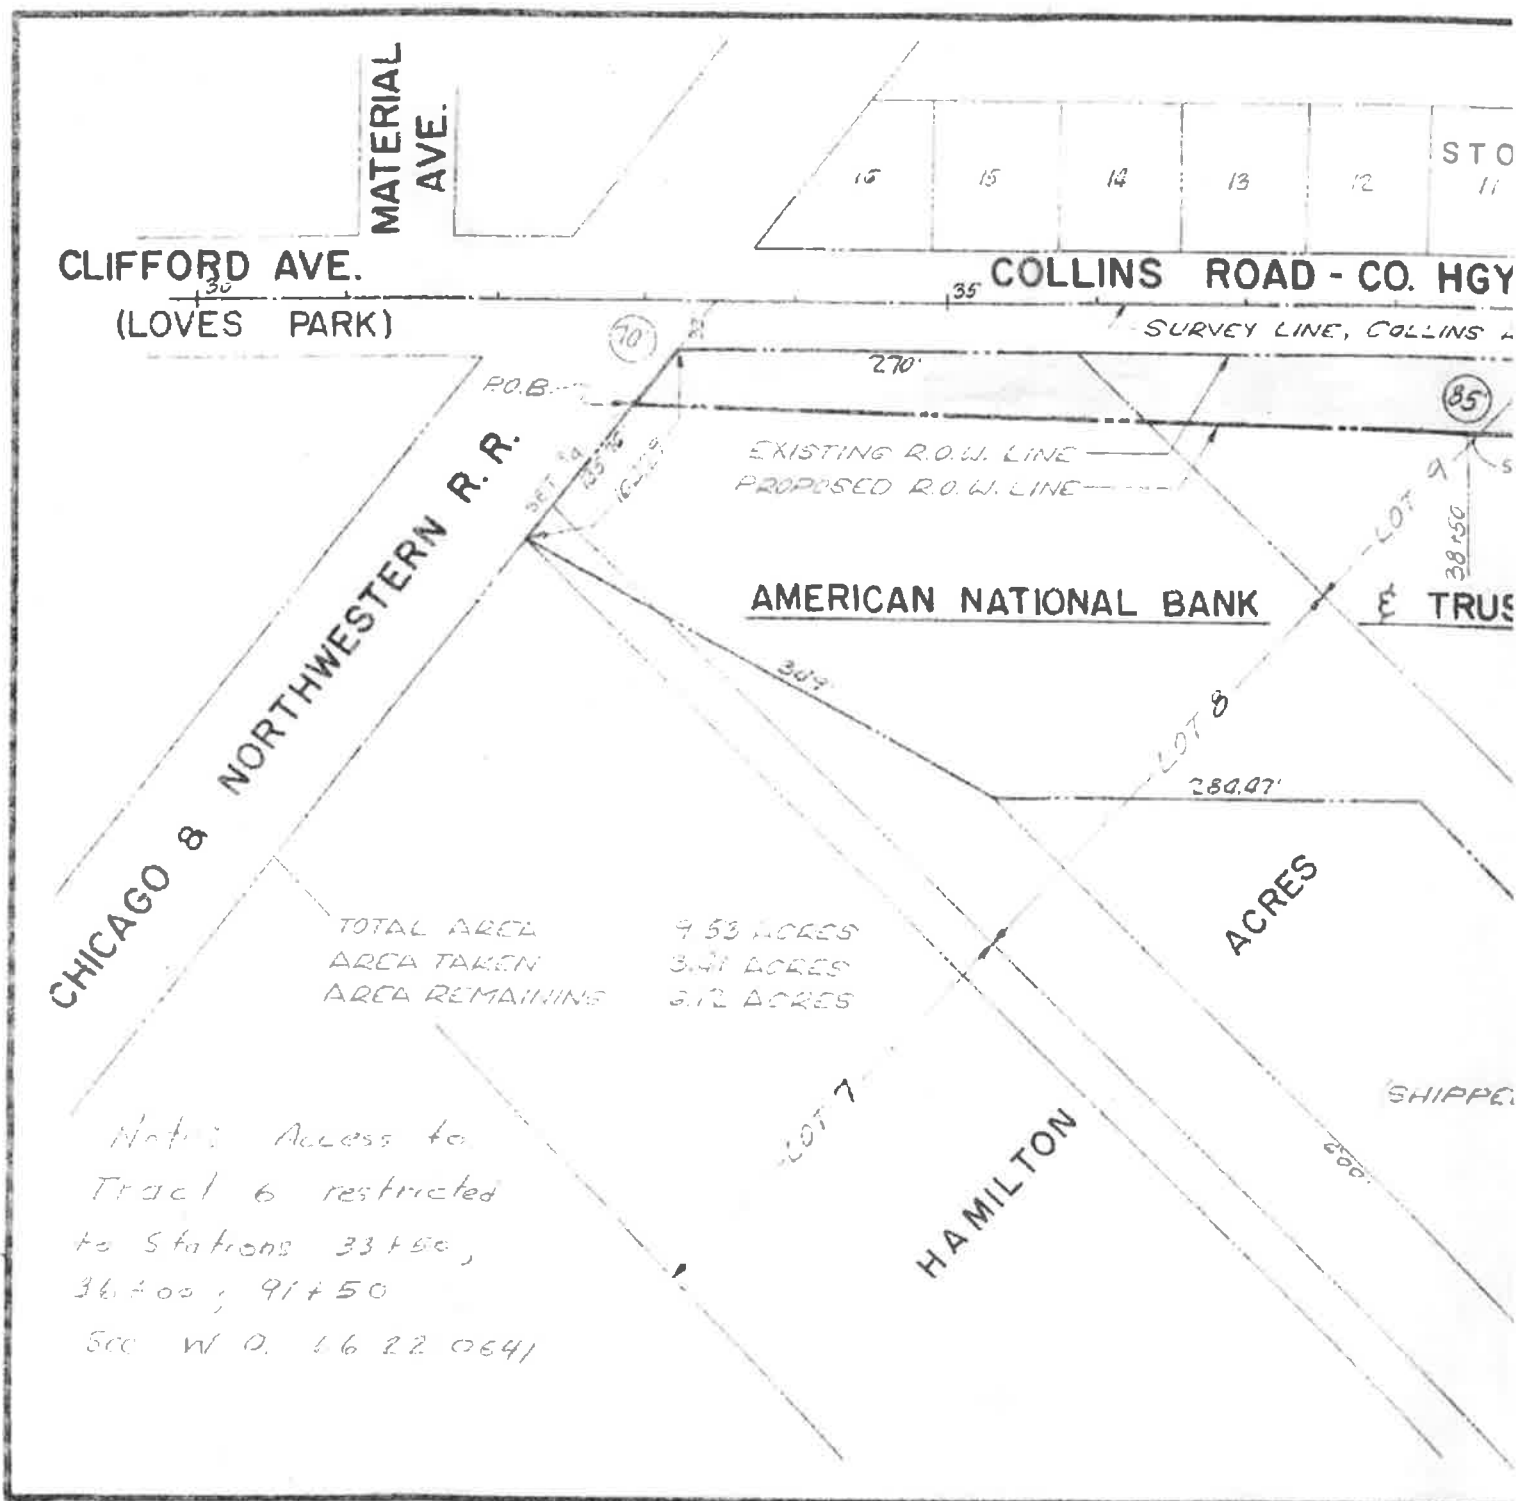 MATERIAL
AVE.
STO
16 15 14 13 12 11
CLIFFORD AVE.
30
(LOVES PARK)
35
COLLINS ROAD - CO. HGY
SURVEY LINE, COLLINS
70'
33'
270'
P.O.B.
85'
EXISTING R.O.W. LINE
PROPOSED R.O.W. LINE
SET
LOT 9
38+50
CHICAGO & NORTHWESTERN R. R.
AMERICAN NATIONAL BANK & TRUS
LOT 8
TOTAL AREA 9.53 ACRES
AREA TAKEN 3.41 ACRES
AREA REMAINING 6.12 ACRES
HAMILTON ACRES
LOT 7
SHIPPE
600'
Note: Access to
Tract 6 restricted
to Stations 33+50,
36+00; 91+50
See W.O. 66 22 0641